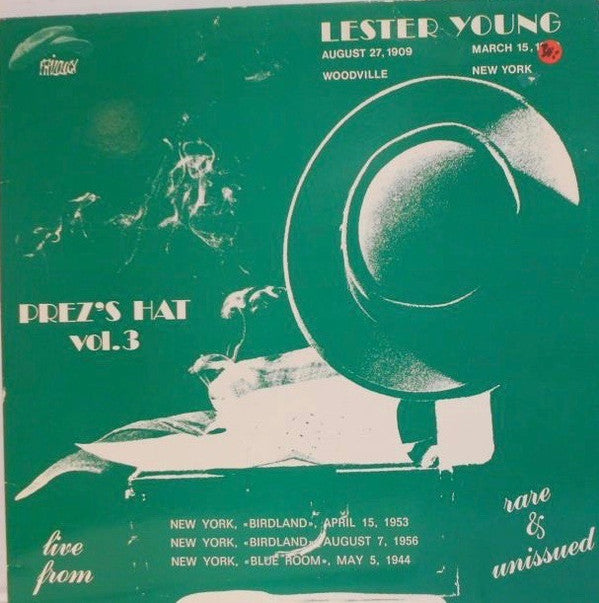 LESTER YOUNG
AUGUST 27, 1909 MARCH 15, 1
WOODVILLE NEW YORK
PREZ'S HAT
vol.3
NEW YORK, «BIRDLAND», APRIL 15, 1953
NEW YORK, «BIRDLAND», AUGUST 7, 1956
NEW YORK, «BLUE ROOM», MAY 5, 1944
live
from
rare
&
unissued